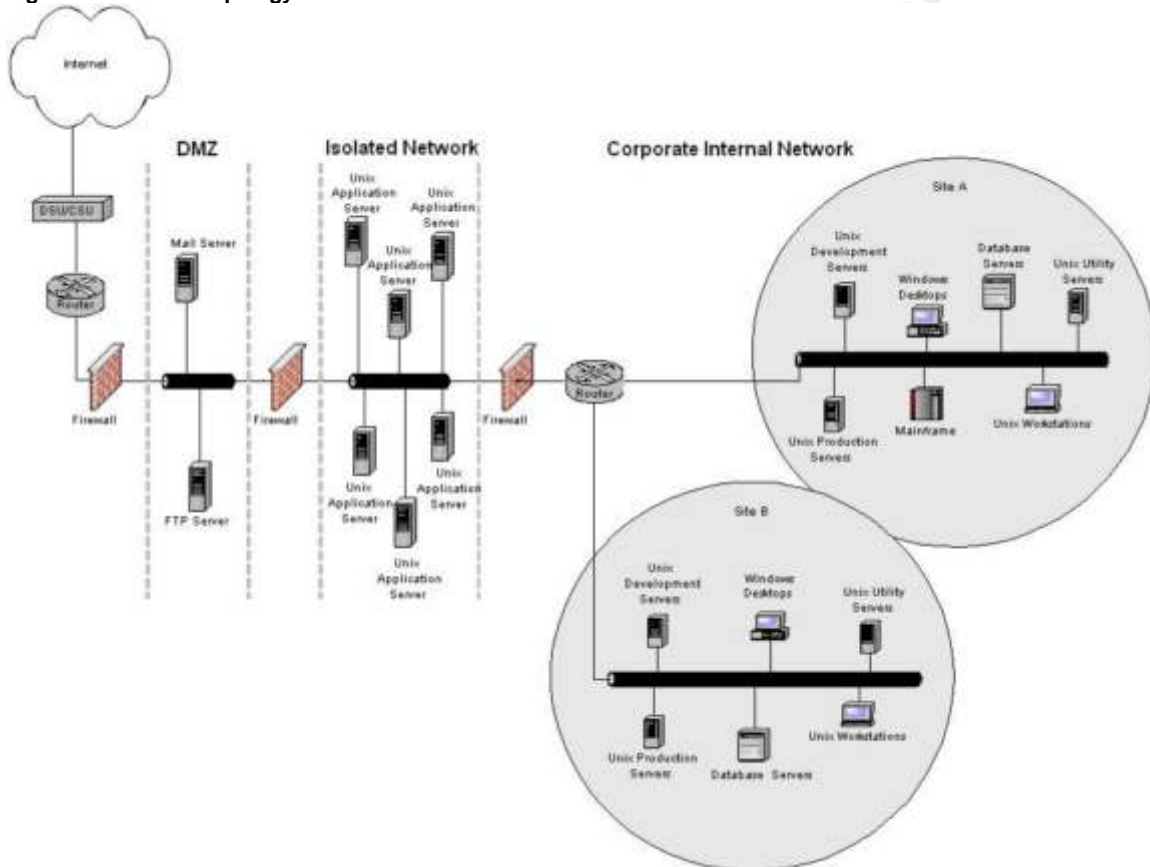 Internet
DMZ
Isolated Network
Corporate Internal Network
DSU/CSU
Router
Firewall
Mail Server
FTP Server
Firewall
Unix
Application
Server
Unix
Application
Server
Unix
Application
Server
Unix
Application
Server
Unix
Application
Server
Unix
Application
Server
Firewall
Router
Site A
Unix
Development
Servers
Windows
Desktops
Database
Servers
Unix Utility
Servers
Unix Production
Servers
Mainframe
Unix Workstations
Site B
Unix
Development
Servers
Windows
Desktops
Unix Utility
Servers
Unix Production
Servers
Database Servers
Unix Workstations